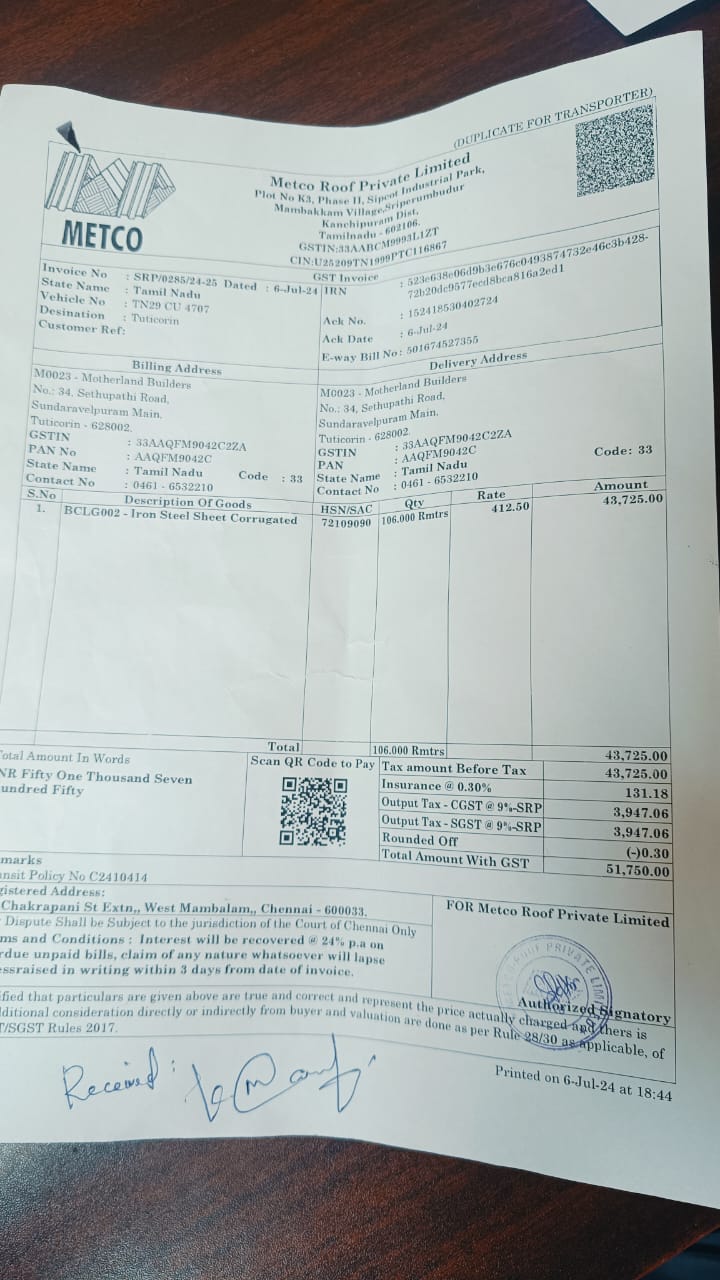 (DUPLICATE FOR TRANSPORTER)
METCO
Metco Roof Private Limited
Plot No K3, Phase II, Sipcot Industrial Park,
Mambakkam Village,Sriperumbudur
Kanchipuram Dist,
Tamilnadu - 602106.
GSTIN:33AABCM9993L1ZT
CIN:U25209TN1999PTC116867
GST Invoice
Invoice No : SRP/0285/24-25 Dated : 6-Jul-24
State Name : Tamil Nadu
Vehicle No : TN29 CU 4707
Desination : Tuticorin
Customer Ref:
IRN : 523e638e06d9b3e676c0493874732e46c3b428-
72b20dc9577ecd8bca816a2ed1
Ack No. : 152418530402724
Ack Date : 6-Jul-24
E-way Bill No: 501674527355
Billing Address
M0023 - Motherland Builders
No.: 34, Sethupathi Road,
Sundaravelpuram Main,
Tuticorin - 628002.
GSTIN : 33AAQFM9042C2ZA
PAN No : AAQFM9042C
State Name : Tamil Nadu Code : 33
Contact No : 0461 - 6532210
Delivery Address
M0023 - Motherland Builders
No.: 34, Sethupathi Road,
Sundaravelpuram Main,
Tuticorin - 628002.
GSTIN : 33AAQFM9042C2ZA
PAN : AAQFM9042C
State Name : Tamil Nadu Code: 33
Contact No : 0461 - 6532210
S.No Description Of Goods HSN/SAC Qty Rate Amount
1. BCLG002 - Iron Steel Sheet Corrugated 72109090 106.000 Rmtrs 412.50 43,725.00
Total 106.000 Rmtrs 43,725.00
Total Amount In Words
NR Fifty One Thousand Seven
undred Fifty
Scan QR Code to Pay
Tax amount Before Tax 43,725.00
Insurance @ 0.30% 131.18
Output Tax - CGST @ 9%-SRP 3,947.06
Output Tax - SGST @ 9%-SRP 3,947.06
Rounded Off (-)0.30
Total Amount With GST 51,750.00
marks
ansit Policy No C2410414
gistered Address:
Chakrapani St Extn,, West Mambalam,, Chennai - 600033.
Dispute Shall be Subject to the jurisdiction of the Court of Chennai Only
ms and Conditions : Interest will be recovered @ 24% p.a on
rdue unpaid bills, claim of any nature whatsoever will lapse
essraised in writing within 3 days from date of invoice.
FOR Metco Roof Private Limited
Authorized Signatory
ified that particulars are given above are true and correct and represent the price actually charged and thers is
ditional consideration directly or indirectly from buyer and valuation are done as per Rule 28/30 as applicable, of
T/SGST Rules 2017.
Received:
Printed on 6-Jul-24 at 18:44